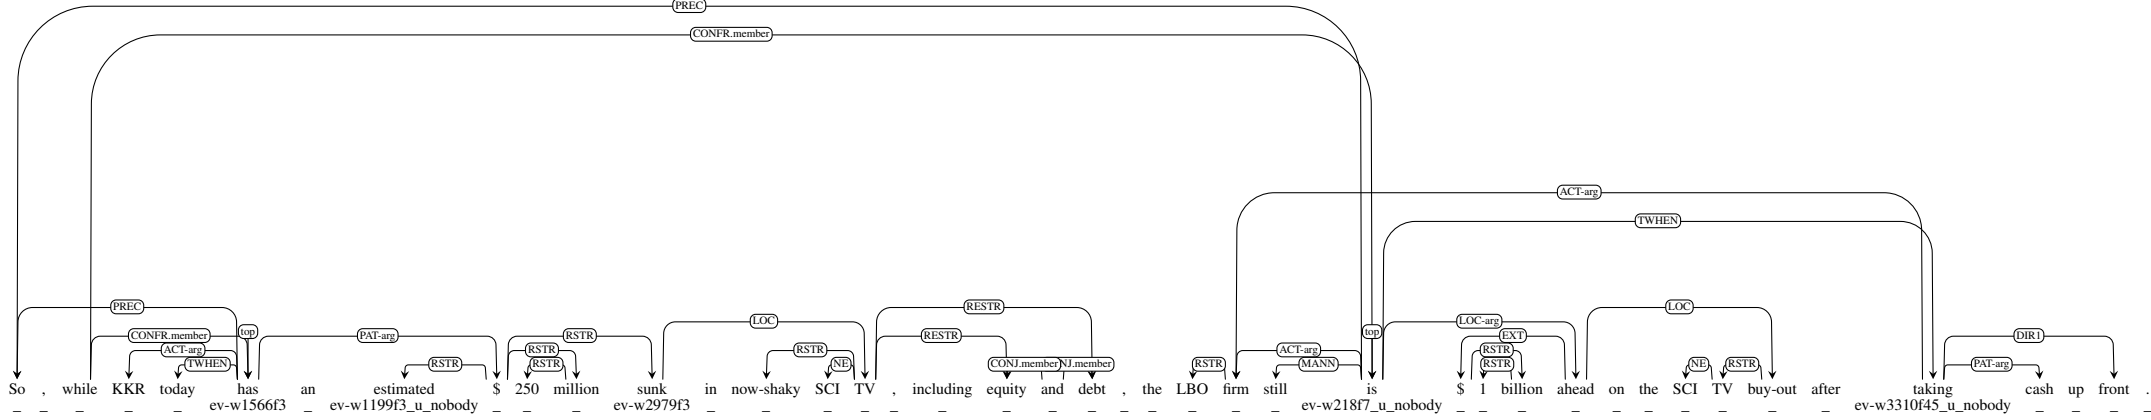 PREC
CONFR.member
ACT-arg
TWHEN
PREC RESTR LOC
LOC LOC-arg
CONFR.member top PAT-arg RSTR RESTR top EXT DIR1
ACT-arg RSTR RSTR ACT-arg RSTR
TWHEN RSTR RSTR NE CONJ.member NJ.member RSTR MANN RSTR NE RSTR PAT-arg
So , while KKR today has an estimated $ 250 million sunk in now-shaky SCI TV , including equity and debt , the LBO firm still is $ 1 billion ahead on the SCI TV buy-out after taking cash up front .
ev-w1566f3 ev-w1199f3_u_nobody ev-w2979f3 ev-w218f7_u_nobody ev-w3310f45_u_nobody